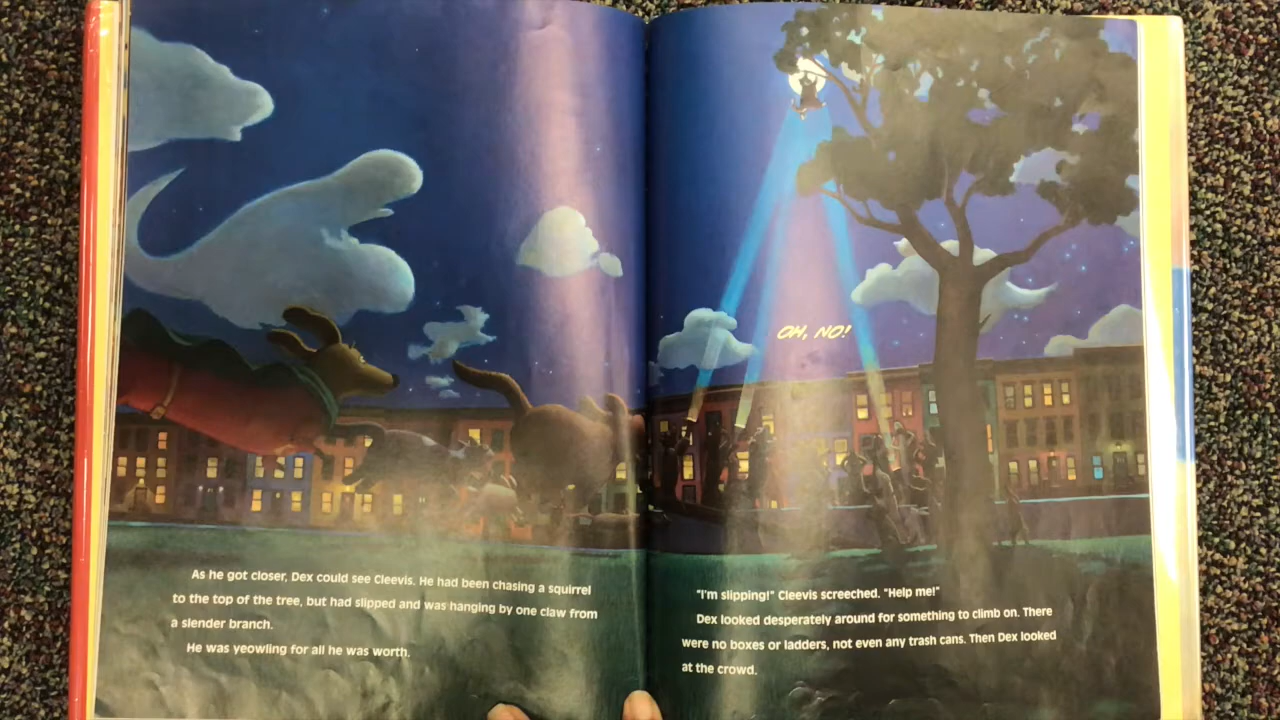 As he got closer, Dex could see Cleevis. He had been chasing a squirrel
to the top of the tree, but had slipped and was hanging by one claw from
a slender branch.
He was yeowling for all he was worth.
OH, NO!
"I'm slipping!" Cleevis screeched. "Help me!"
Dex looked desperately around for something to climb on. There
were no boxes or ladders, not even any trash cans. Then Dex looked
at the crowd.